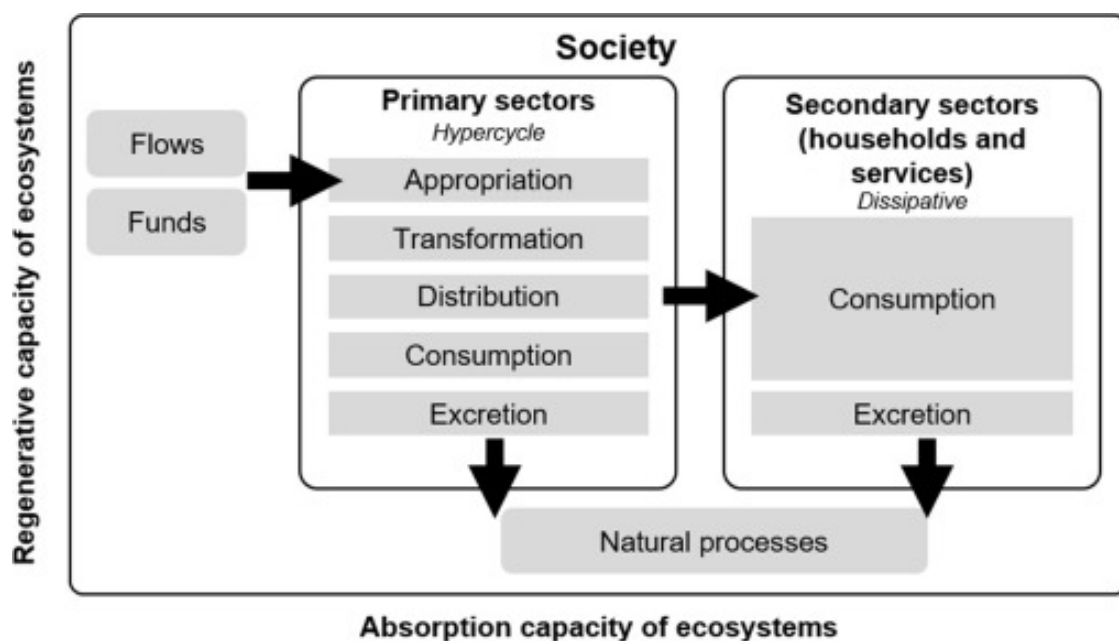 Society
Regenerative capacity of ecosystems
Flows
Funds
Primary sectors
Hypercycle
Appropriation
Transformation
Distribution
Consumption
Excretion
Secondary sectors
(households and
services)
Dissipative
Consumption
Excretion
Natural processes
Absorption capacity of ecosystems